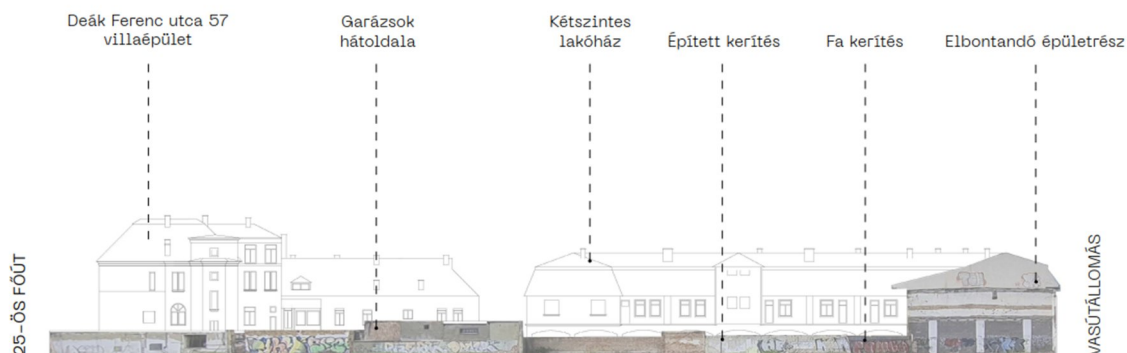 Deák Ferenc utca 57
villaépület
Garázsok
hátoldala
Kétszintes
lakóház
Épített kerítés
Fa kerítés
Elbontandó épületrész
25-ÖS FŐÚT
VASÚTÁLLOMÁS